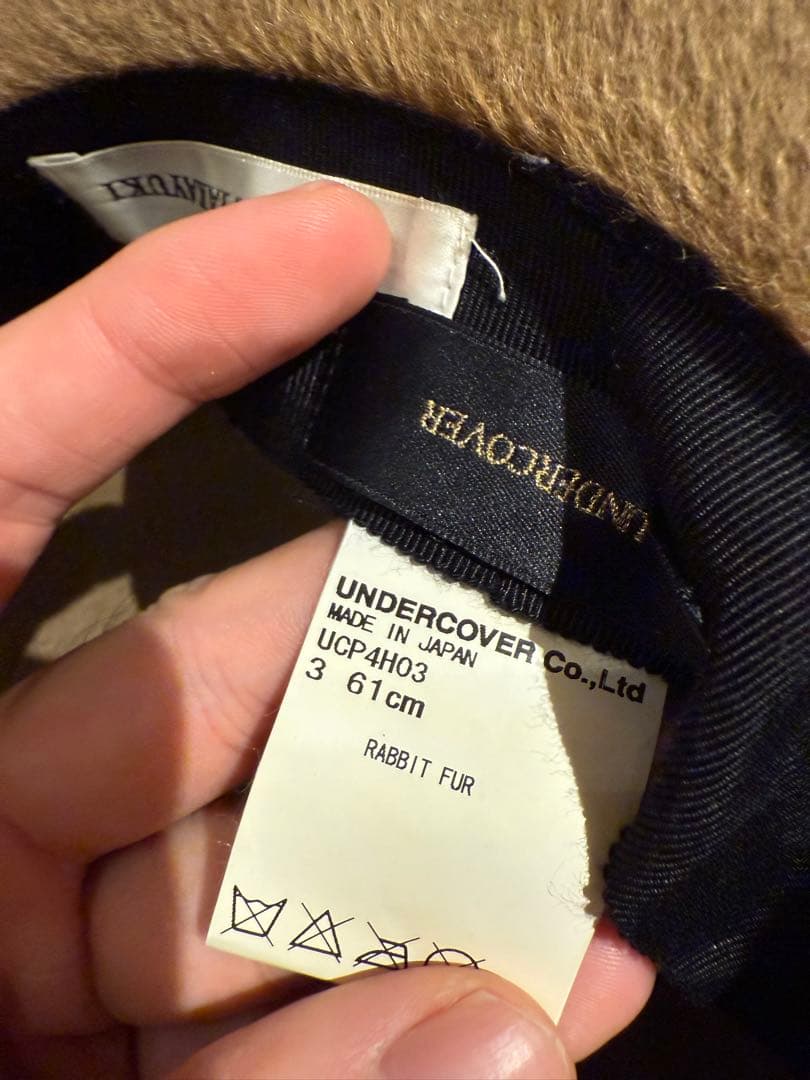 UNDERCOVER
UNDERCOVER Co.,Ltd
MADE IN JAPAN
UCP4H03
3 61cm
RABBIT FUR